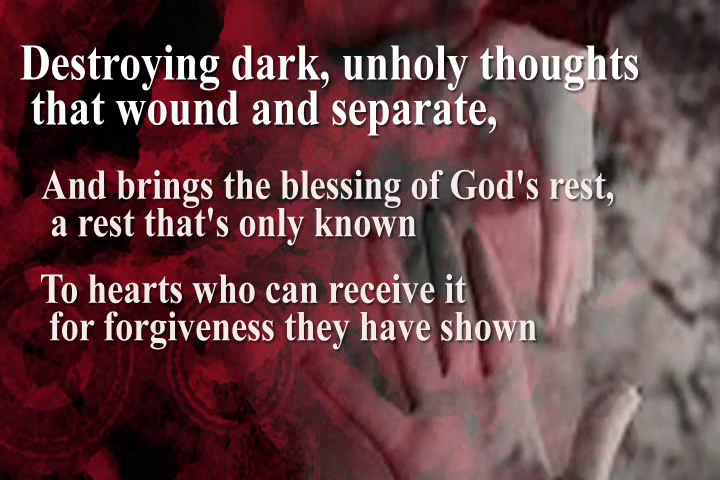 Destroying dark, unholy thoughts
that wound and separate,
And brings the blessing of God's rest,
a rest that's only known
To hearts who can receive it
for forgiveness they have shown